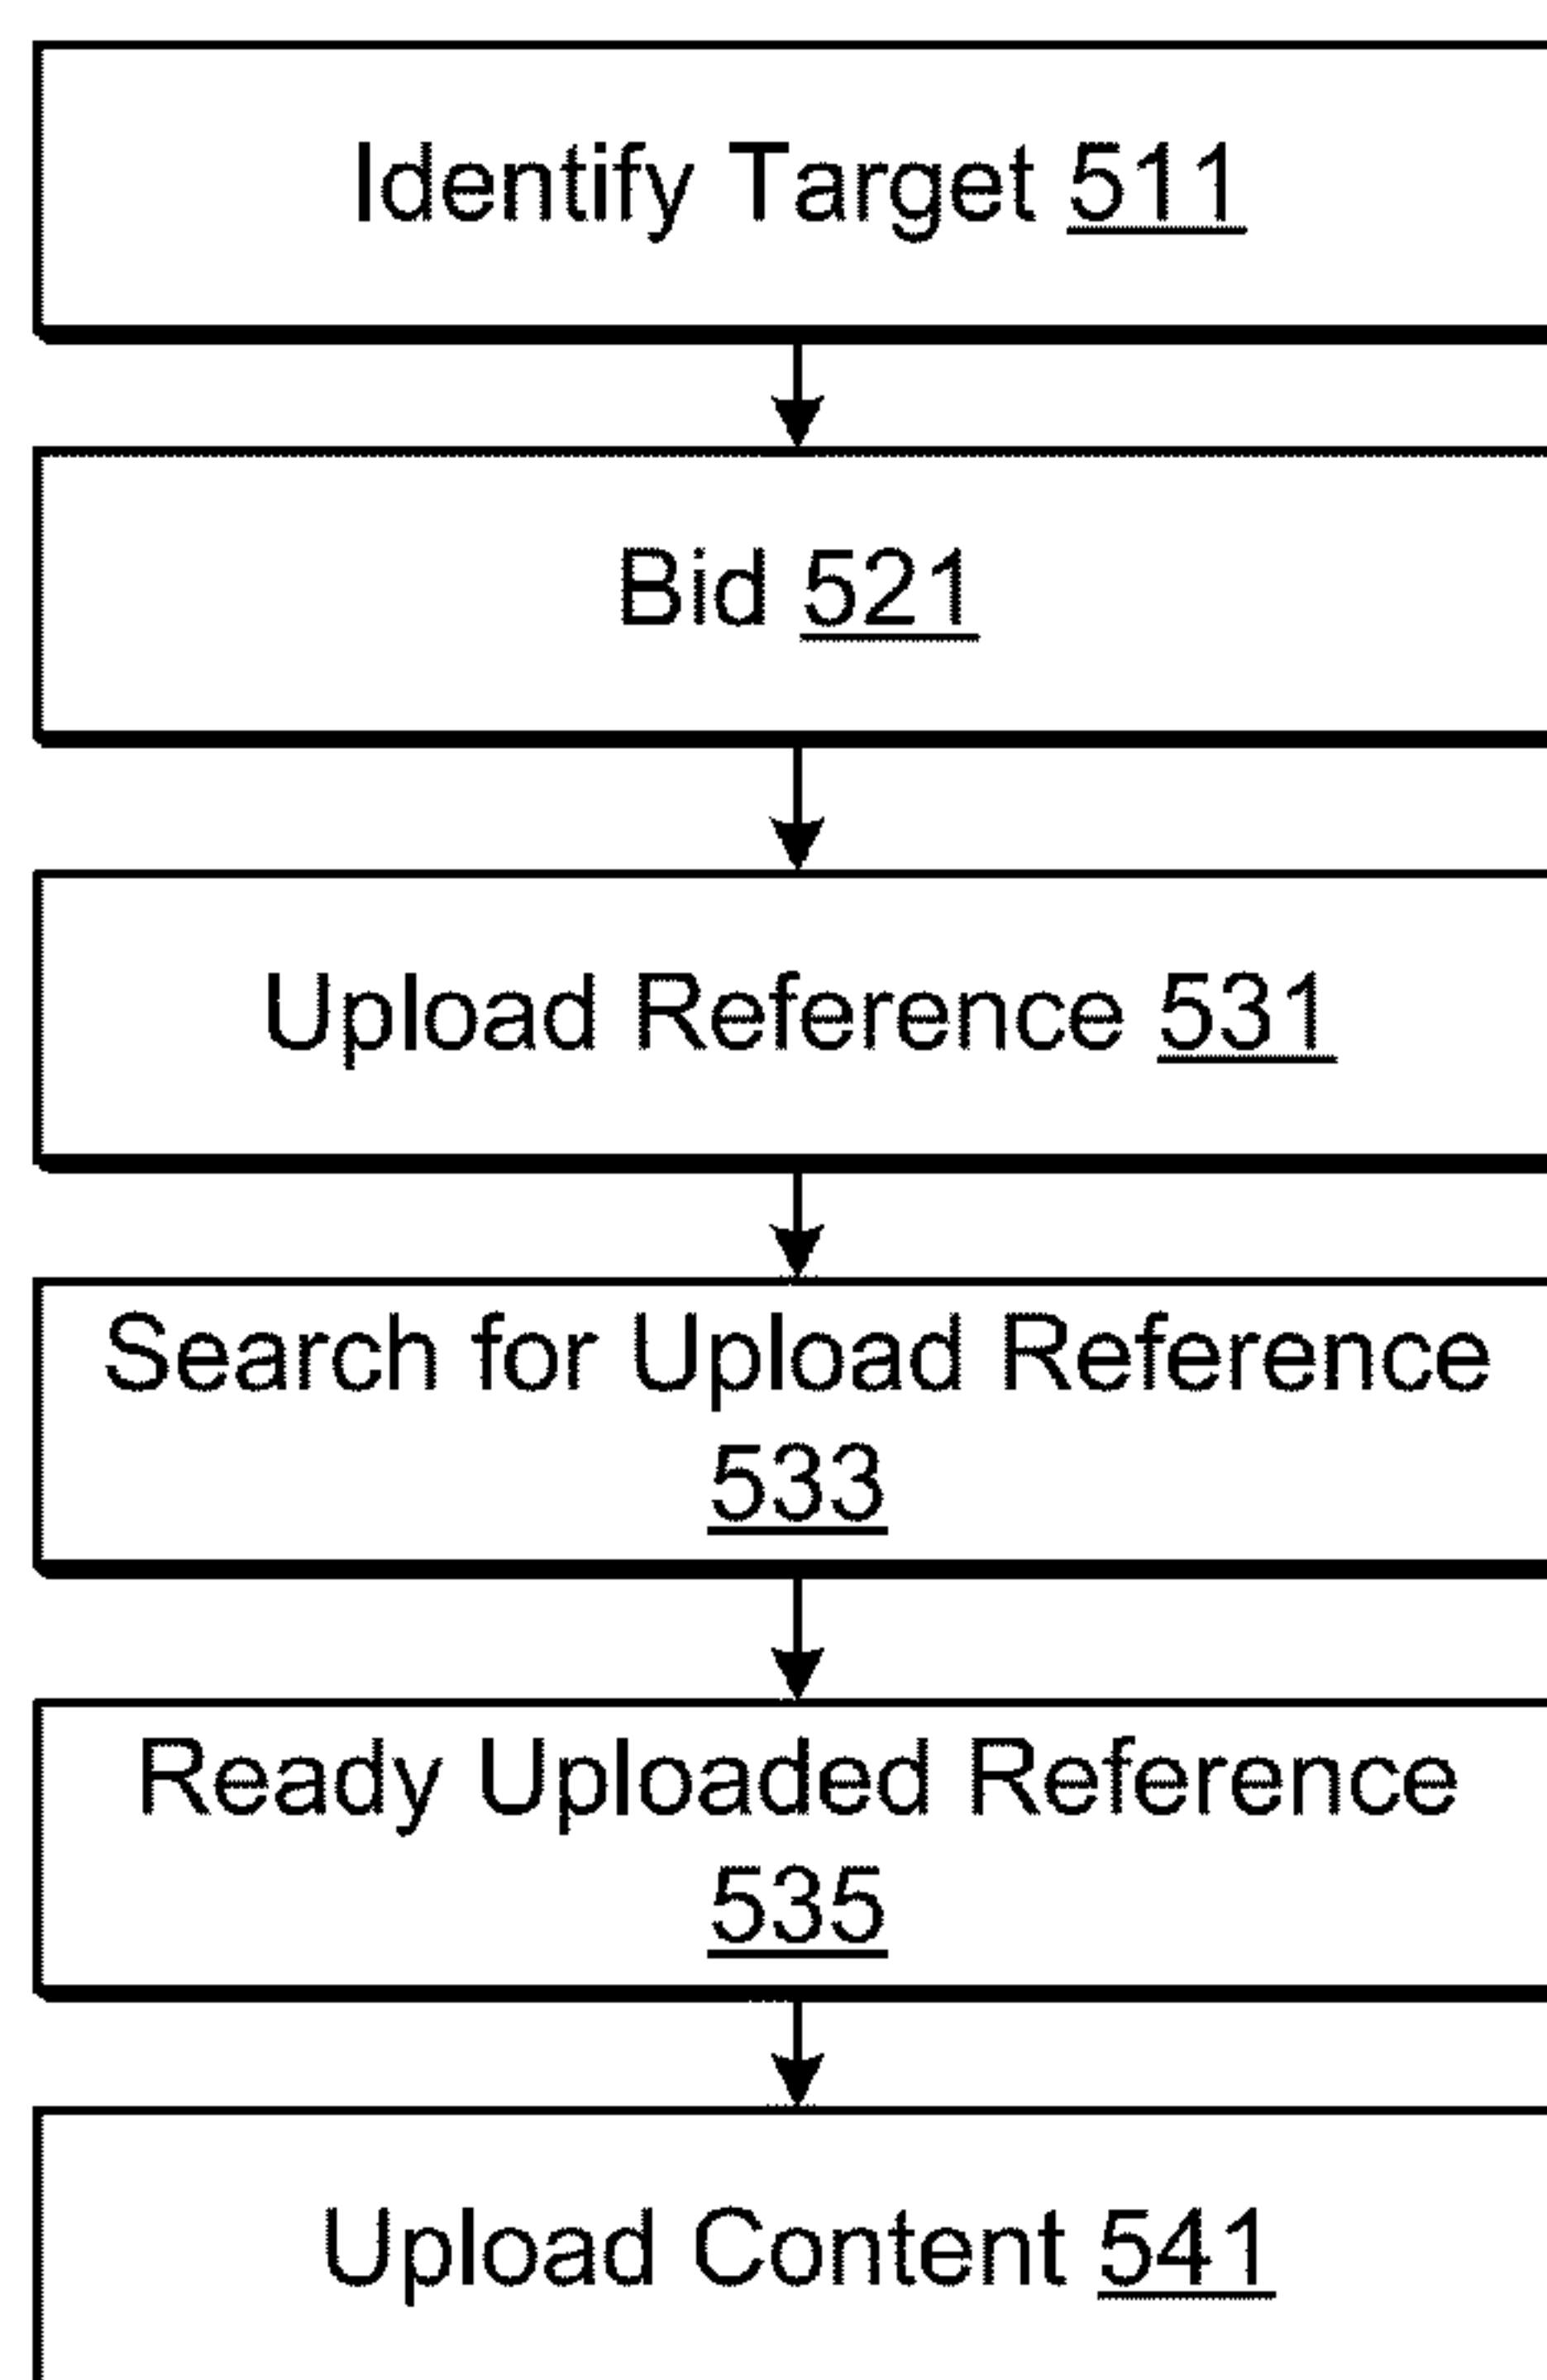 Identify Target 511
Bid 521
Upload Reference 531
Search for Upload Reference
533
Ready Uploaded Reference
535
Upload Content 541